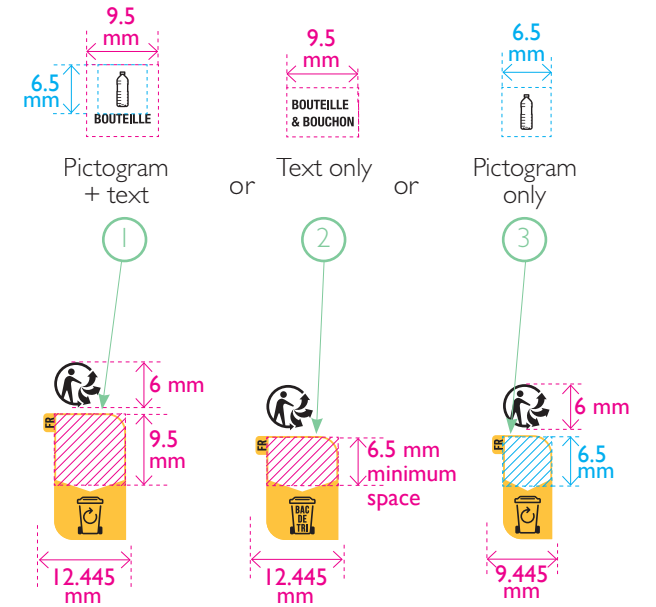 9.5
mm
9.5
mm
6.5
mm
6.5
mm
BOUTEILLE
BOUTEILLE
& BOUCHON
Pictogram
+ text
or
Text only
or
Pictogram
only
1
2
3
6 mm
FR
9.5
mm
12.445
mm
FR
6.5 mm
minimum
space
BAC
DE
TRI
12.445
mm
6 mm
FR
6.5
mm
9.445
mm